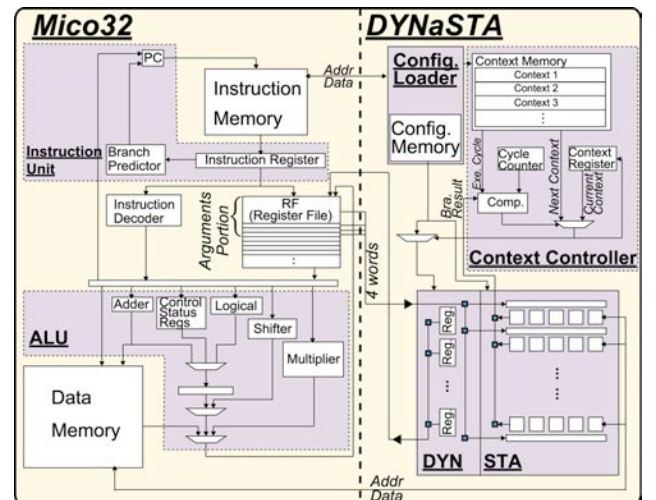 Mico32
DYNaSTA
PC
Instruction
Memory
Addr
Data
Config.
Loader
Config.
Memory
Context Memory
Context 1
Context 2
Context 3
Instruction
Unit
Branch
Predictor
Instruction Register
Exe. Cycle
Cycle
Counter
Next Context
Context
Register
Current
Context
Comp.
Bra.
Result
Context Controller
Instruction
Decoder
Arguments
Portion
RF
(Register File)
4 words
ALU
Adder
Control
Status
Regs
Logical
Shifter
Multiplier
Data
Memory
Reg.
Reg.
Reg.
DYN
STA
Addr
Data